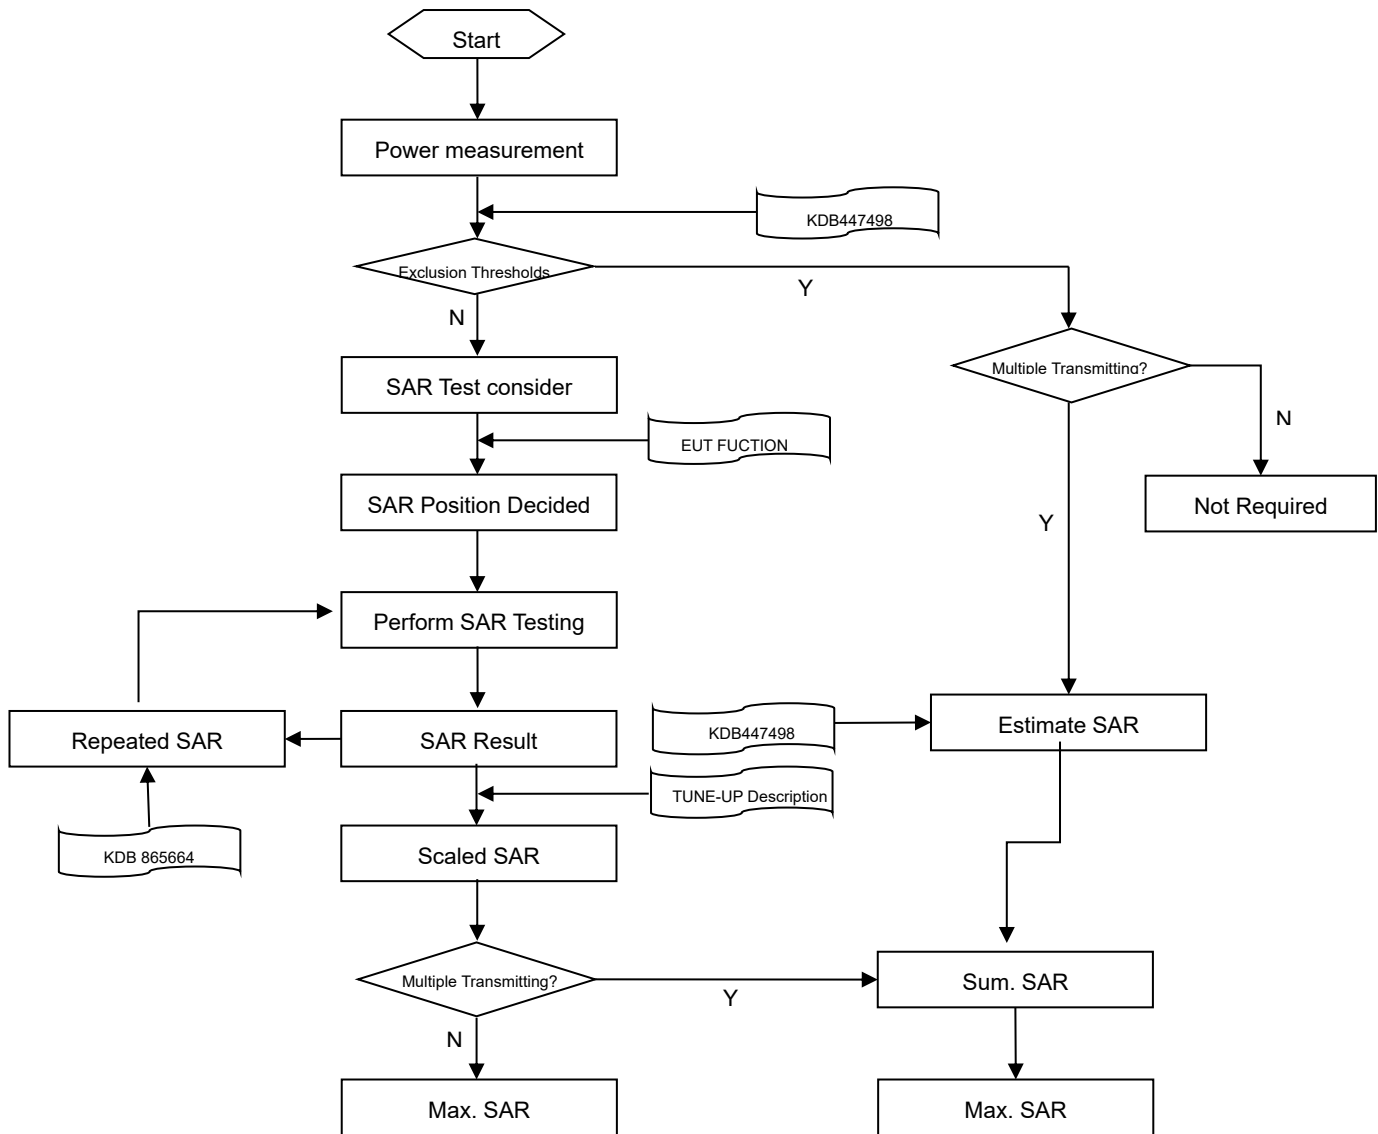 Start
Power measurement
KDB447498
Exclusion Thresholds
Y
N
Multiple Transmitting?
SAR Test consider
N
EUT FUCTION
SAR Position Decided
Not Required
Y
Perform SAR Testing
Repeated SAR
SAR Result
KDB447498
Estimate SAR
TUNE-UP Description
KDB 865664
Scaled SAR
Multiple Transmitting?
Y
Sum. SAR
N
Max. SAR
Max. SAR